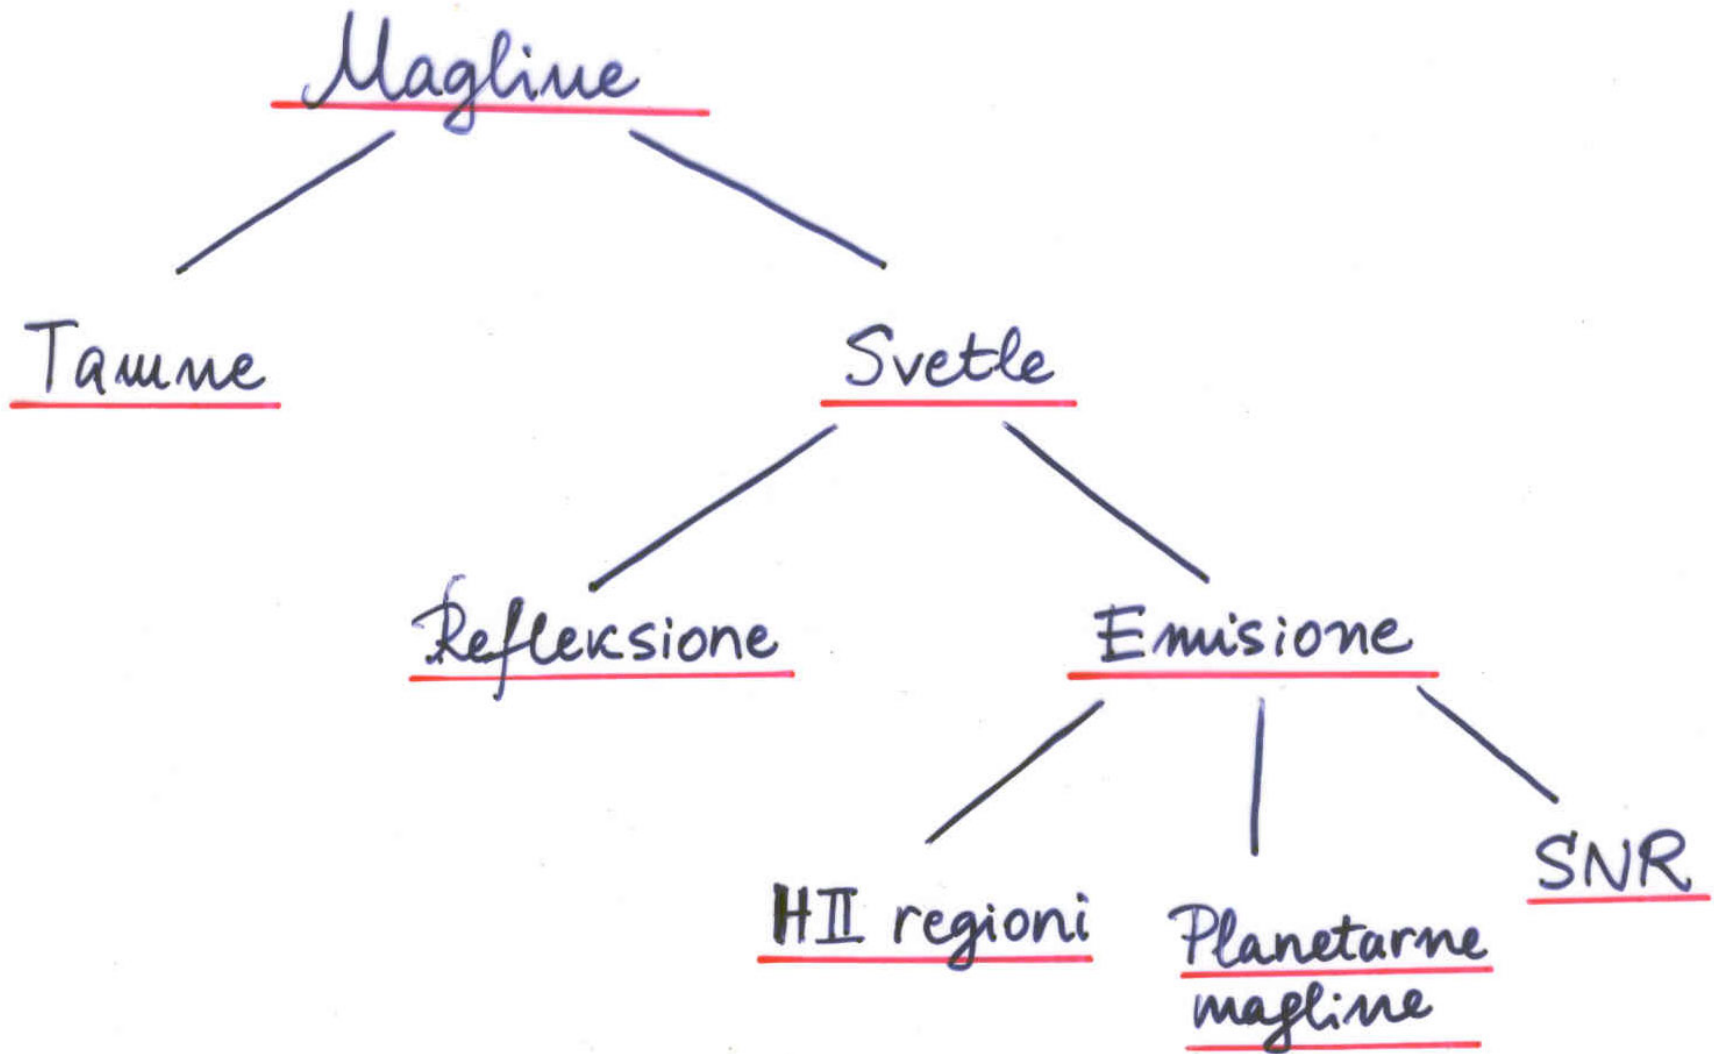 Magline
Tamne
Svetle
Refleksione
Emisione
HII regioni
Planetarne
magline
SNR